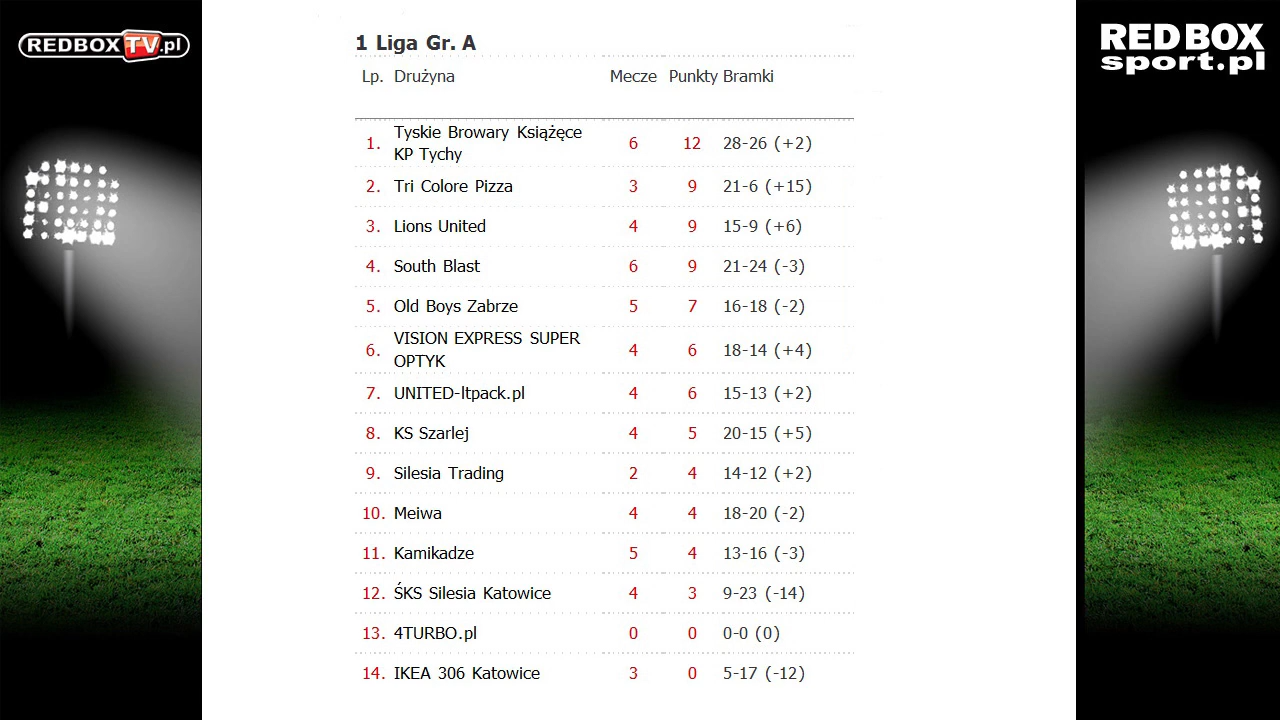 REDBOXTV.pl
RED BOX
sport.pl
1 Liga Gr. A
Lp. Drużyna Mecze Punkty Bramki
1. Tyskie Browary Książęce KP Tychy 6 12 28-26 (+2)
2. Tri Colore Pizza 3 9 21-6 (+15)
3. Lions United 4 9 15-9 (+6)
4. South Blast 6 9 21-24 (-3)
5. Old Boys Zabrze 5 7 16-18 (-2)
6. VISION EXPRESS SUPER OPTYK 4 6 18-14 (+4)
7. UNITED-ltpack.pl 4 6 15-13 (+2)
8. KS Szarlej 4 5 20-15 (+5)
9. Silesia Trading 2 4 14-12 (+2)
10. Meiwa 4 4 18-20 (-2)
11. Kamikadze 5 4 13-16 (-3)
12. ŚKS Silesia Katowice 4 3 9-23 (-14)
13. 4TURBO.pl 0 0 0-0 (0)
14. IKEA 306 Katowice 3 0 5-17 (-12)